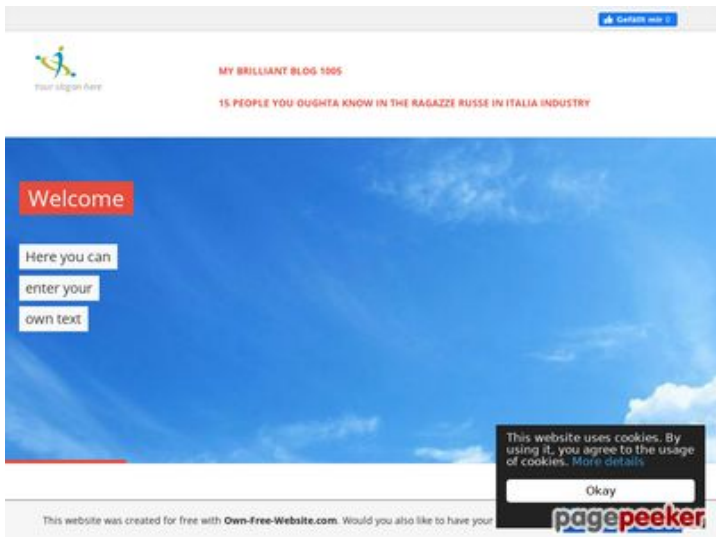 Gefällt mir 0
Your slogan here
MY BRILLIANT BLOG 1005
15 PEOPLE YOU OUGHTA KNOW IN THE RAGAZZE RUSSE IN ITALIA INDUSTRY
Welcome
Here you can
enter your
own text
This website uses cookies. By
using it, you agree to the usage
of cookies. More details
Okay
This website was created for free with Own-Free-Website.com. Would you also like to have your
pagepeeker